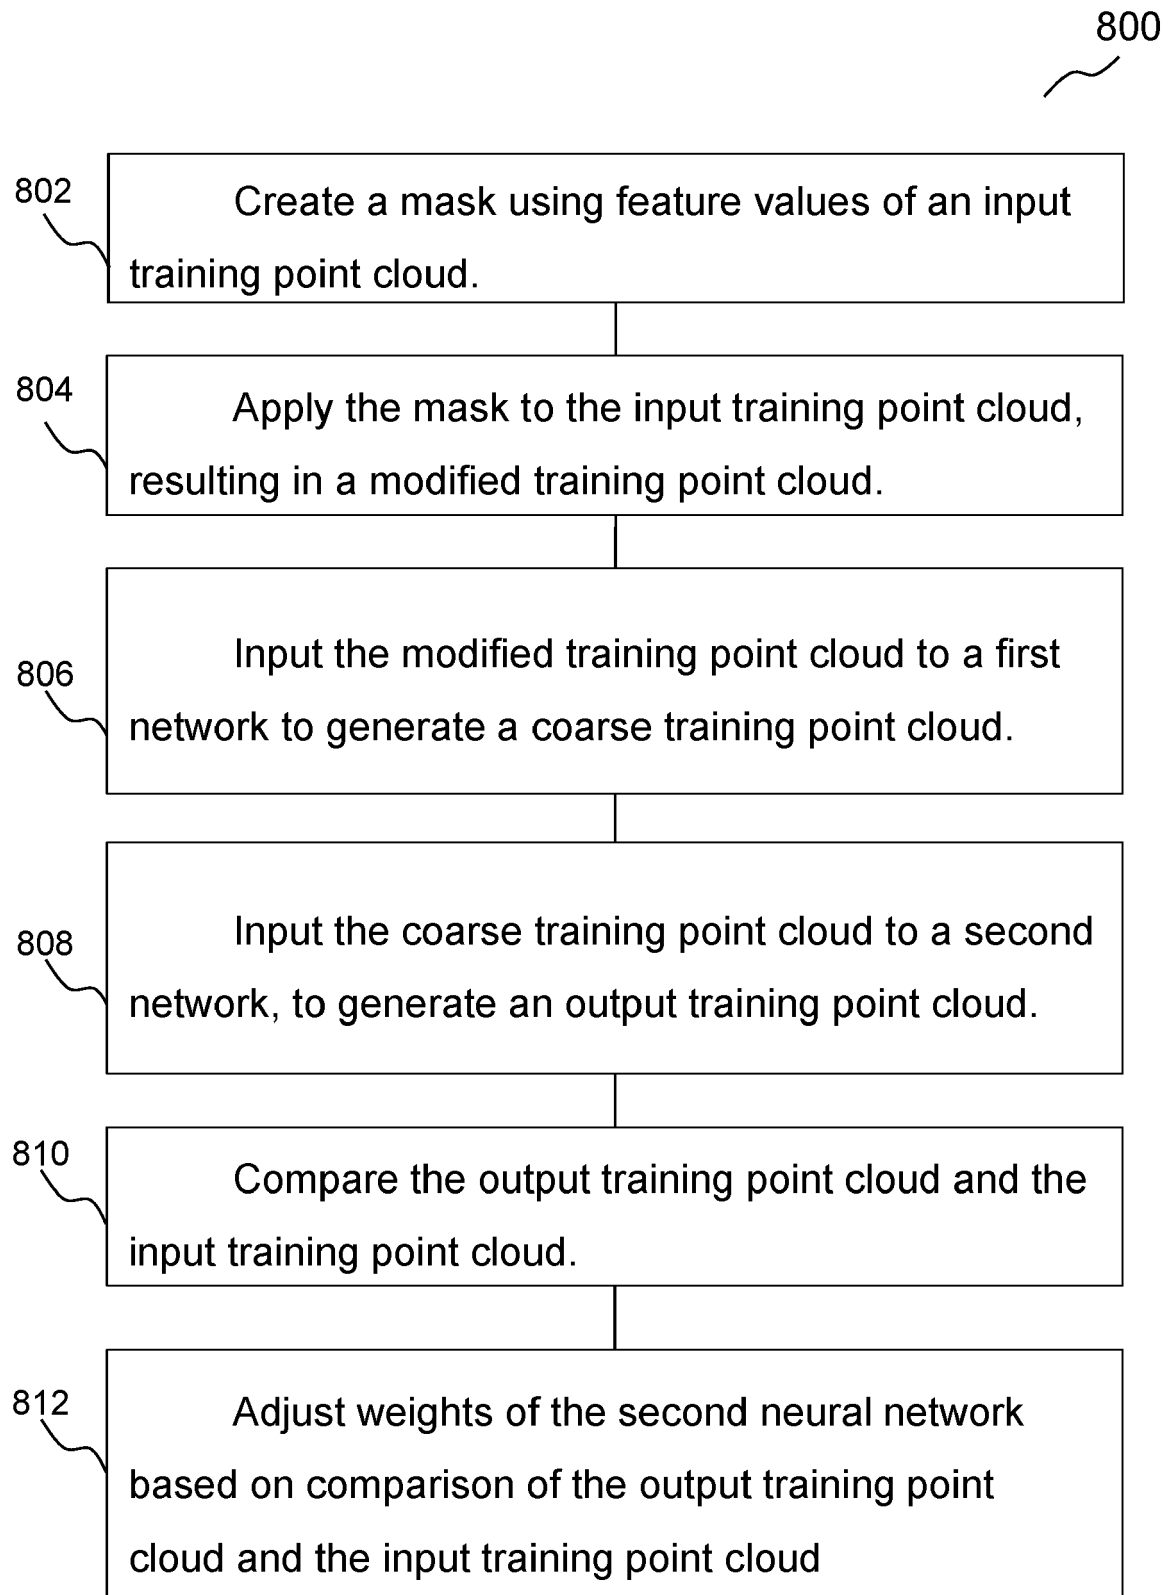 800
802
Create a mask using feature values of an input
training point cloud.
804
Apply the mask to the input training point cloud,
resulting in a modified training point cloud.
806
Input the modified training point cloud to a first
network to generate a coarse training point cloud.
808
Input the coarse training point cloud to a second
network, to generate an output training point cloud.
810
Compare the output training point cloud and the
input training point cloud.
812
Adjust weights of the second neural network
based on comparison of the output training point
cloud and the input training point cloud